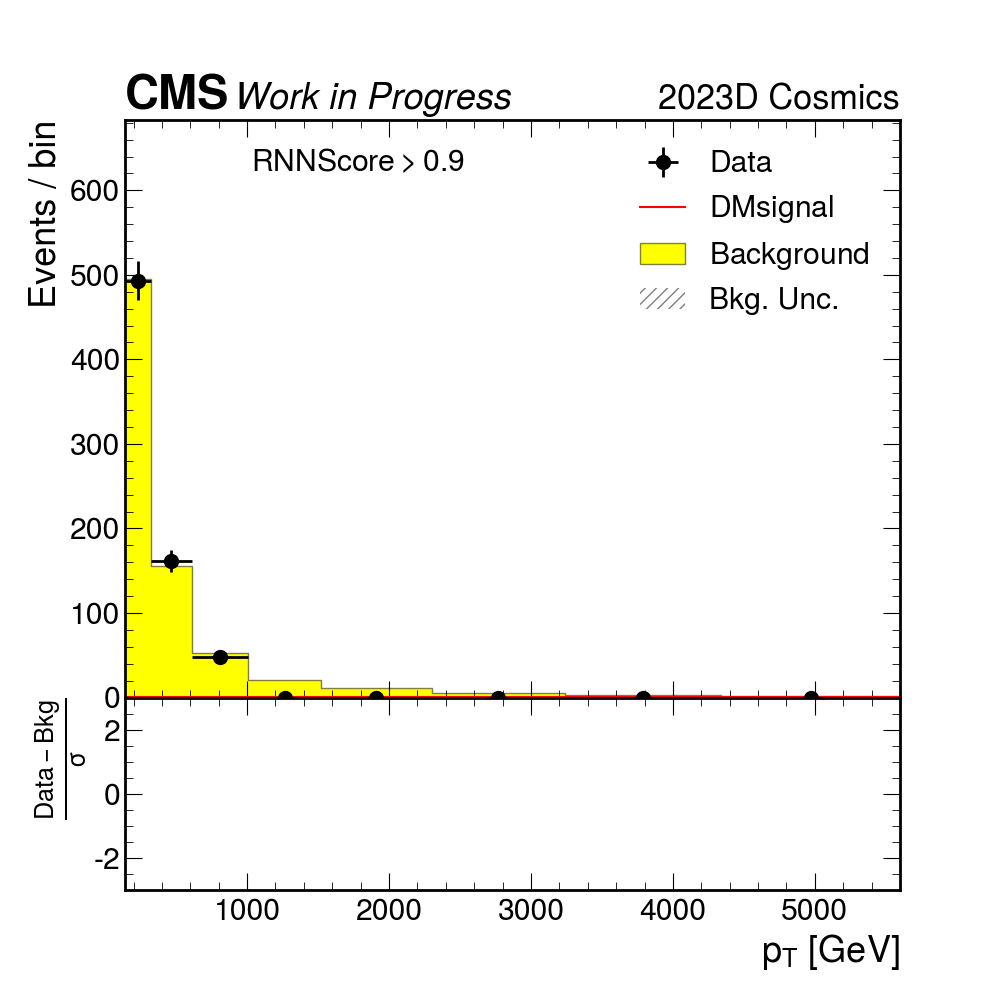 CMS Work in Progress 2023D Cosmics
Events / bin
RNNScore > 0.9
Data
DMsignal
Background
Bkg. Unc.
600
500
400
300
200
100
0
Data – Bkg
σ
2
0
-2
1000 2000 3000 4000 5000
pT [GeV]